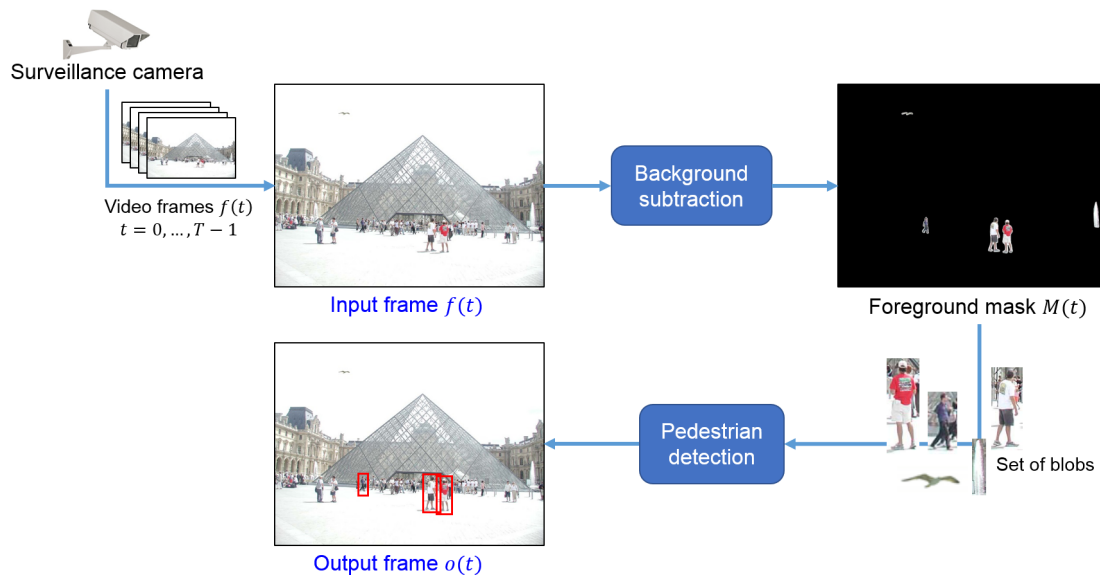 Surveillance camera
Video frames f(t)
t = 0, ... , T − 1
Input frame f(t)
Background
subtraction
Foreground mask M(t)
Set of blobs
Pedestrian
detection
Output frame o(t)